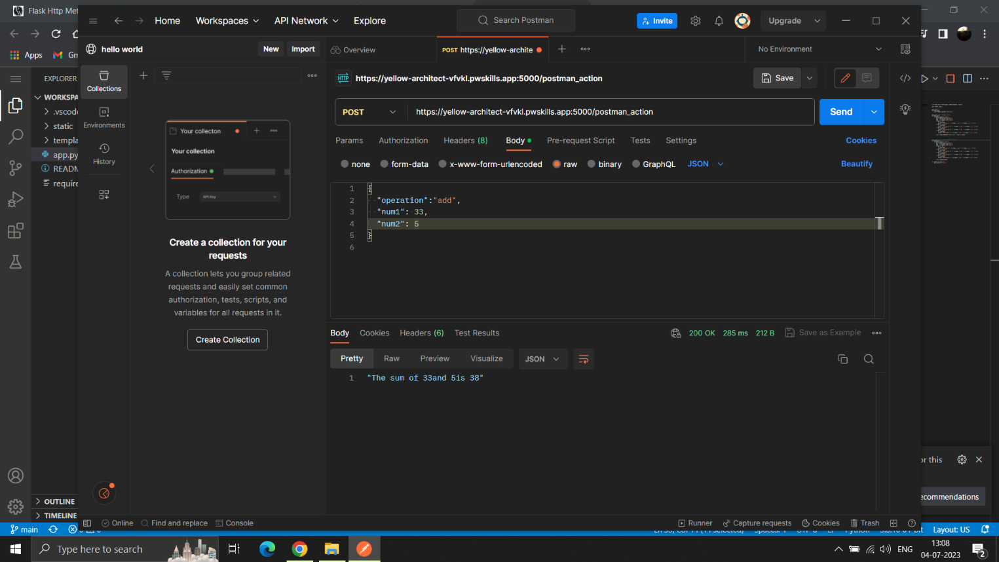 Flask Http Met
Home
Workspaces
API Network
Explore
Search Postman
Invite
Upgrade
Apps
Gm
hello world
New
Import
Overview
POST https://yellow-archite
No Environment
EXPLORER
WORKSPA
.vscode
static
templa
app.py
READM
require
OUTLINE
TIMELINE
Collections
Environments
History
Your collecton
Your collection
Authorization
Type
API Key
Create a collection for your
requests
A collection lets you group related
requests and easily set common
authorization, tests, scripts, and
variables for all requests in it.
Create Collection
HTTP
https://yellow-architect-vfvkl.pwskills.app:5000/postman_action
Save
POST
https://yellow-architect-vfvkl.pwskills.app:5000/postman_action
Send
Params
Authorization
Headers (8)
Body
Pre-request Script
Tests
Settings
Cookies
none
form-data
x-www-form-urlencoded
raw
binary
GraphQL
JSON
Beautify
1 {
2 "operation":"add",
3 "num1": 33,
4 "num2": 5
5 }
6
Body
Cookies
Headers (6)
Test Results
200 OK
285 ms
212 B
Save as Example
Pretty
Raw
Preview
Visualize
JSON
1 "The sum of 33and 5is 38"
or this
ecommendations
Online
Find and replace
Console
Runner
Capture requests
Cookies
Trash
main
Layout: US
Type here to search
ENG
13:08
04-07-2023
2